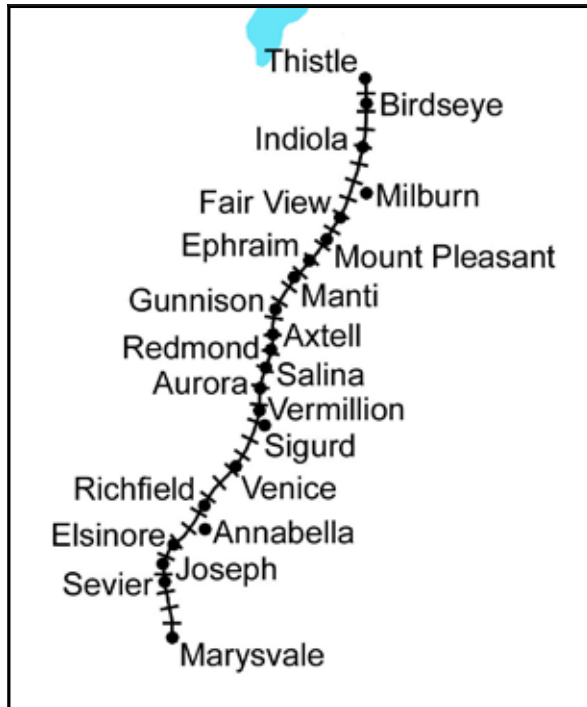 Thistle
Birdseye
Indiola
Milburn
Fair View
Ephraim
Mount Pleasant
Manti
Gunnison
Axtell
Redmond
Salina
Aurora
Vermillion
Sigurd
Venice
Richfield
Annabella
Elsinore
Joseph
Sevier
Marysvale